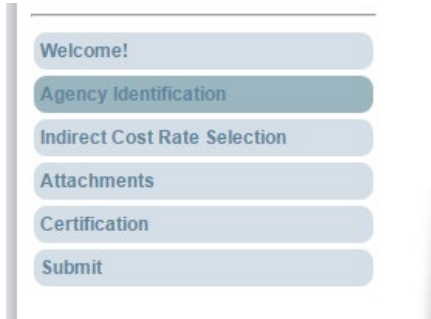 Welcome!
Agency Identification
Indirect Cost Rate Selection
Attachments
Certification
Submit